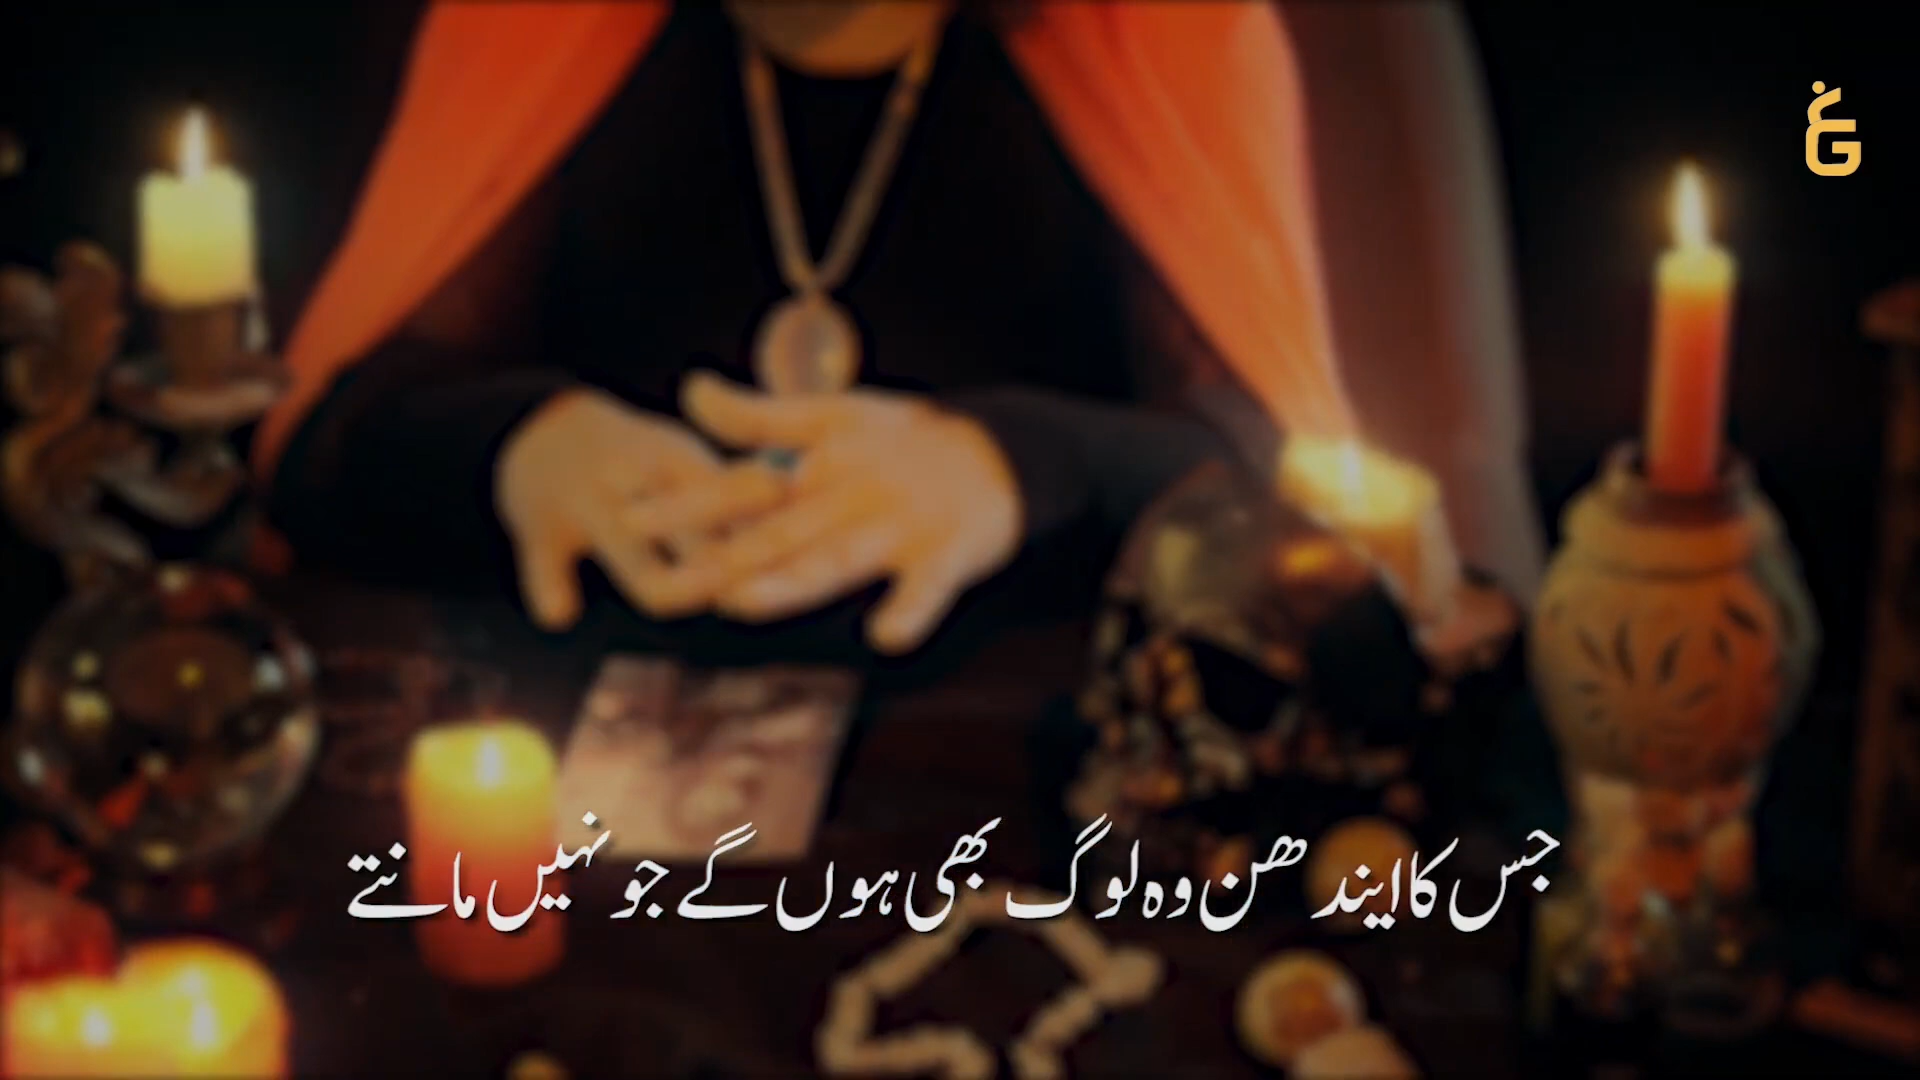 جس کا ایندھن وہ لوگ بھی ہوں گے جو نہیں مانتے